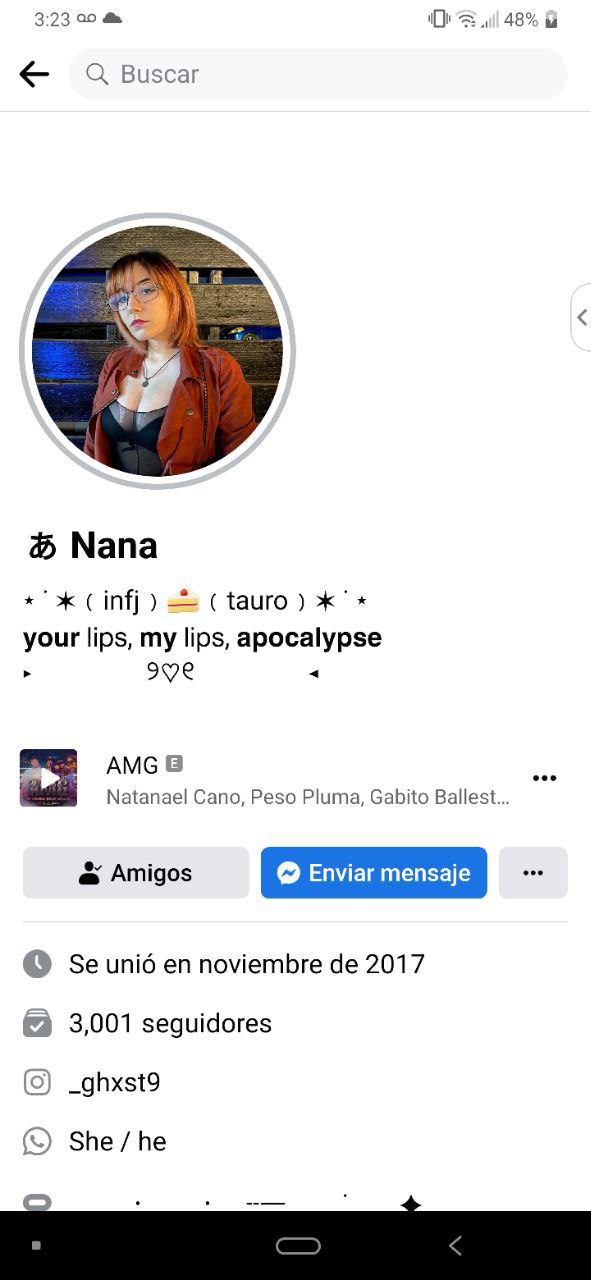 3:23 48%
Buscar
あ Nana
⋆ ˙ ✶ ( infj ) 🍰 ( tauro ) ✶ ˙ ⋆
your lips, my lips, apocalypse
▸ ୨♡୧ ◂
AMG E
Natanael Cano, Peso Pluma, Gabito Ballest...
Amigos Enviar mensaje
Se unió en noviembre de 2017
3,001 seguidores
_ghxst9
She / he